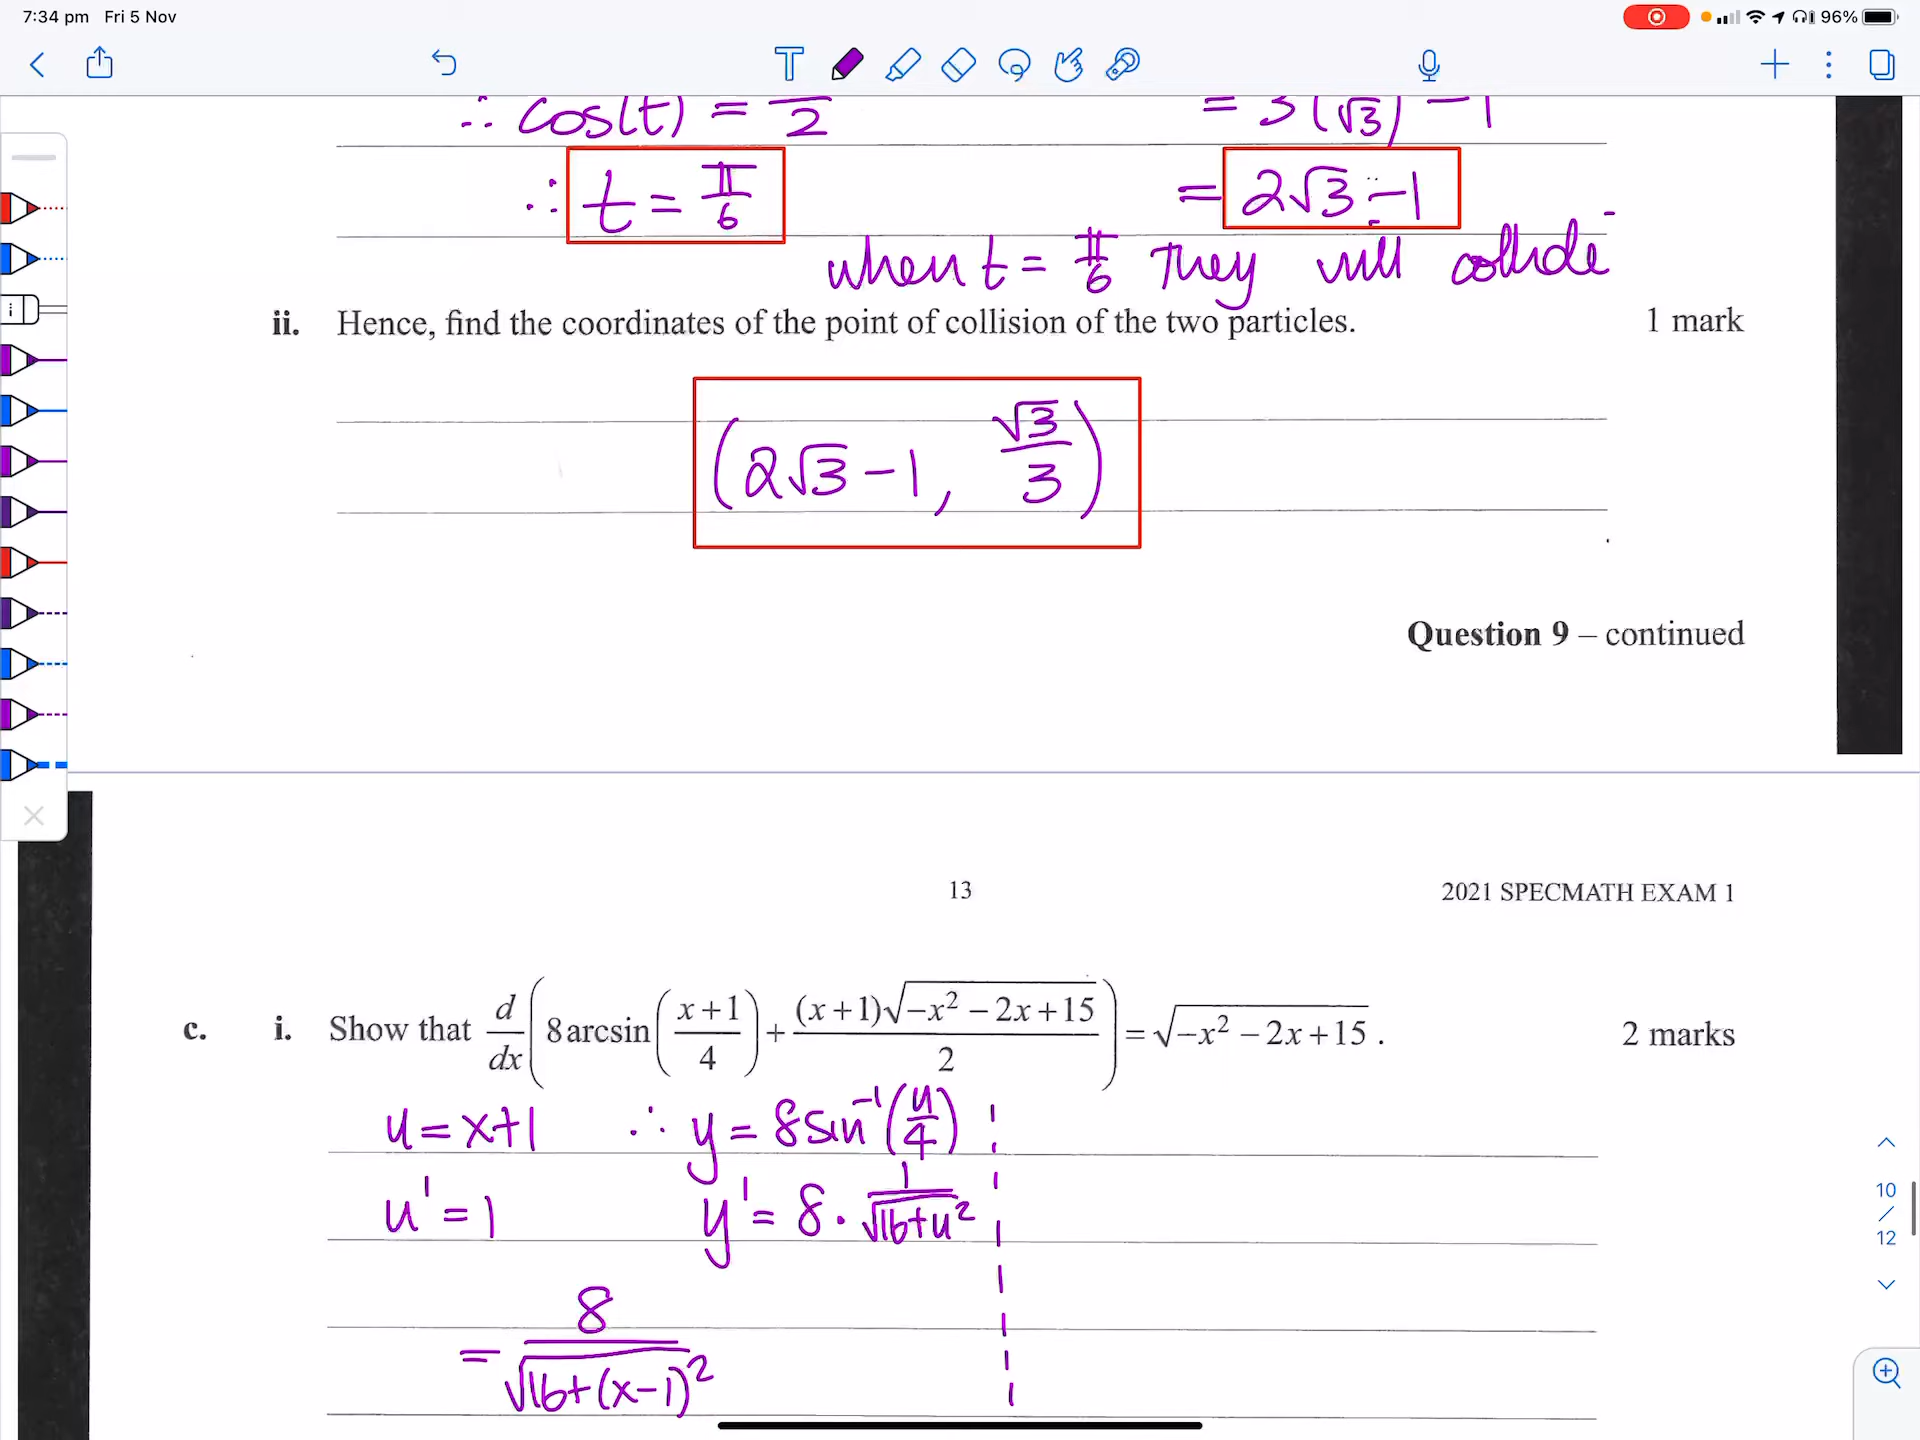 7:34 pm Fri 5 Nov
96%
∴ cos(t) = — 2
= 3(√3) − 1
∴ t = π/6
= 2√3 − 1
when t = π/6 They will collide
ii. Hence, find the coordinates of the point of collision of the two particles. 1 mark
(2√3 − 1, √3/3)
Question 9 – continued
13
2021 SPECMATH EXAM 1
c. i. Show that d/dx (8 arcsin((x+1)/4) + (x+1)√(−x² − 2x + 15)/2) = √(−x² − 2x + 15). 2 marks
u = x+1 ∴ y = 8 sin⁻¹(u/4)
u' = 1 y' = 8 · 1/√(16+u²)
= 8/√(16+(x−1)²)
10
/
12